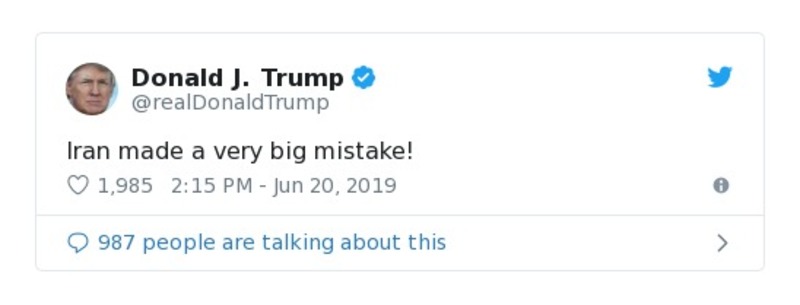 Donald J. Trump
@realDonaldTrump
Iran made a very big mistake!
1,985 2:15 PM - Jun 20, 2019
987 people are talking about this